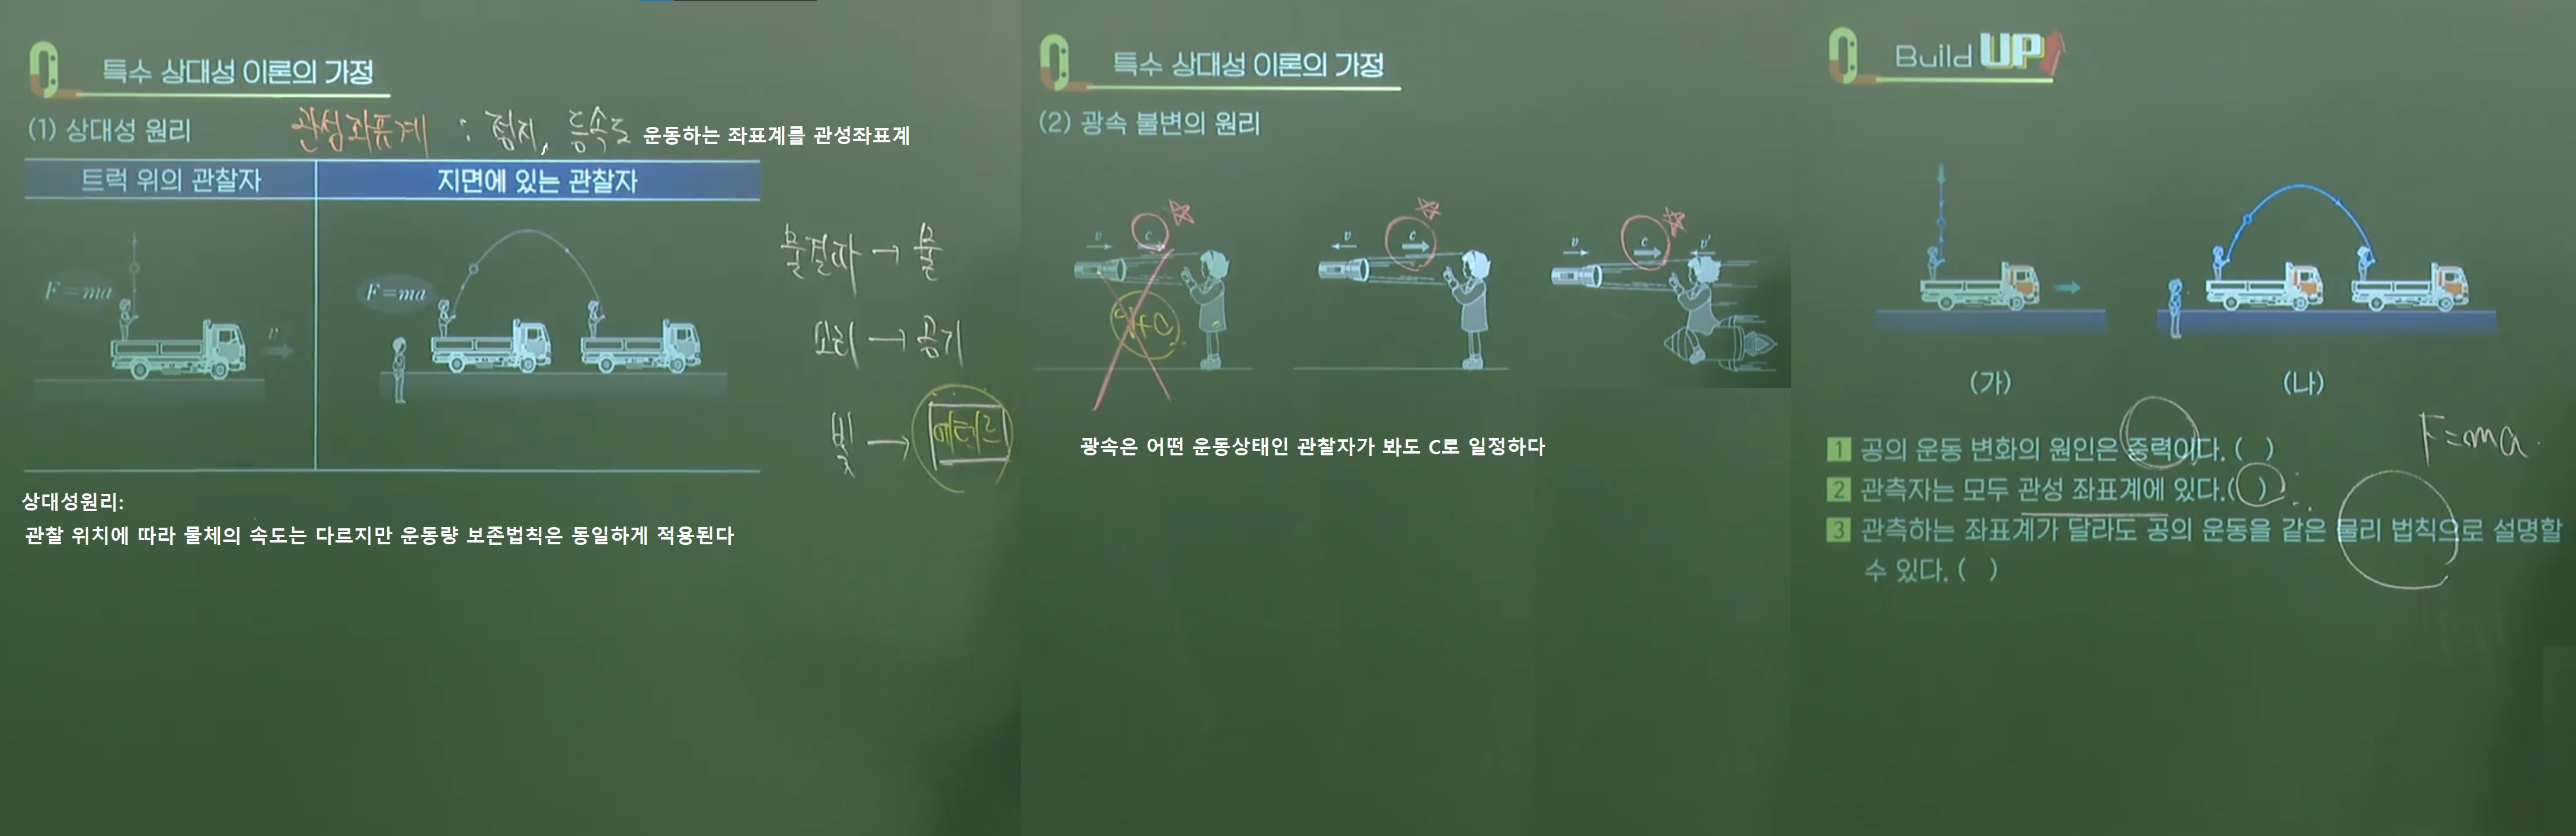 특수 상대성 이론의 가정
(1) 상대성 원리
관성좌표계 : 정지, 등속도 운동하는 좌표계를 관성좌표계
트럭 위의 관찰자
지면에 있는 관찰자
F=ma
v
F=ma
물결파 → 물
소리 → 공기
빛 → 에테르
상대성원리:
관찰 위치에 따라 물체의 속도는 다르지만 운동량 보존법칙은 동일하게 적용된다
특수 상대성 이론의 가정
(2) 광속 불변의 원리
v c
v c
v c v'
광속은 어떤 운동상태인 관찰자가 봐도 C로 일정하다
Build UP
(가)
(나)
F=ma.
1 공의 운동 변화의 원인은 중력이다. ( )
2 관측자는 모두 관성 좌표계에 있다.( )
3 관측하는 좌표계가 달라도 공의 운동을 같은 물리 법칙으로 설명할
수 있다. ( )